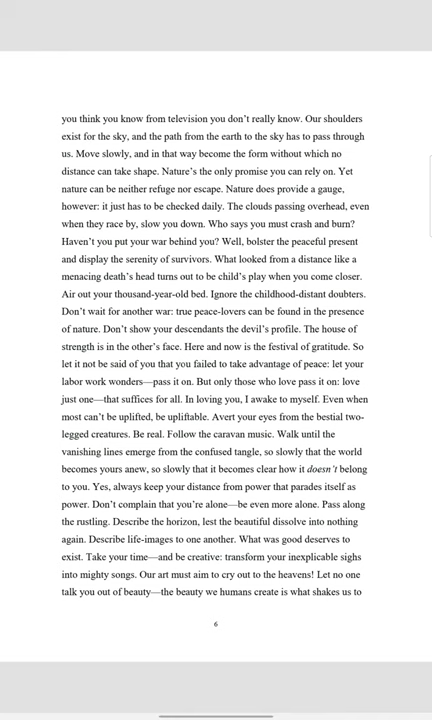 you think you know from television you don’t really know. Our shoulders
exist for the sky, and the path from the earth to the sky has to pass through
us. Move slowly, and in that way become the form without which no
distance can take shape. Nature’s the only promise you can rely on. Yet
nature can be neither refuge nor escape. Nature does provide a gauge,
however: it just has to be checked daily. The clouds passing overhead, even
when they race by, slow you down. Who says you must crash and burn?
Haven’t you put your war behind you? Well, bolster the peaceful present
and display the serenity of survivors. What looked from a distance like a
menacing death’s head turns out to be child’s play when you come closer.
Air out your thousand-year-old bed. Ignore the childhood-distant doubters.
Don’t wait for another war: true peace-lovers can be found in the presence
of nature. Don’t show your descendants the devil’s profile. The house of
strength is in the other’s face. Here and now is the festival of gratitude. So
let it not be said of you that you failed to take advantage of peace: let your
labor work wonders—pass it on. But only those who love pass it on: love
just one—that suffices for all. In loving you, I awake to myself. Even when
most can’t be uplifted, be upliftable. Avert your eyes from the bestial two-
legged creatures. Be real. Follow the caravan music. Walk until the
vanishing lines emerge from the confused tangle, so slowly that the world
becomes yours anew, so slowly that it becomes clear how it doesn’t belong
to you. Yes, always keep your distance from power that parades itself as
power. Don’t complain that you’re alone—be even more alone. Pass along
the rustling. Describe the horizon, lest the beautiful dissolve into nothing
again. Describe life-images to one another. What was good deserves to
exist. Take your time—and be creative: transform your inexplicable sighs
into mighty songs. Our art must aim to cry out to the heavens! Let no one
talk you out of beauty—the beauty we humans create is what shakes us to
6